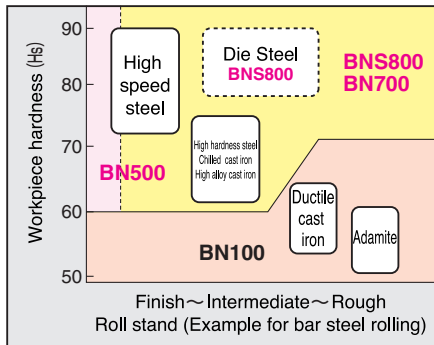 Workpiece hardness (Hs)
90
80
71
60
50
High
speed
steel
Die Steel
BNS800
BNS800
BN700
High hardness steel
Chilled cast iron
High alloy cast iron
BN500
BN100
Ductile
cast
iron
Adamite
Finish～Intermediate～Rough
Roll stand (Example for bar steel rolling)